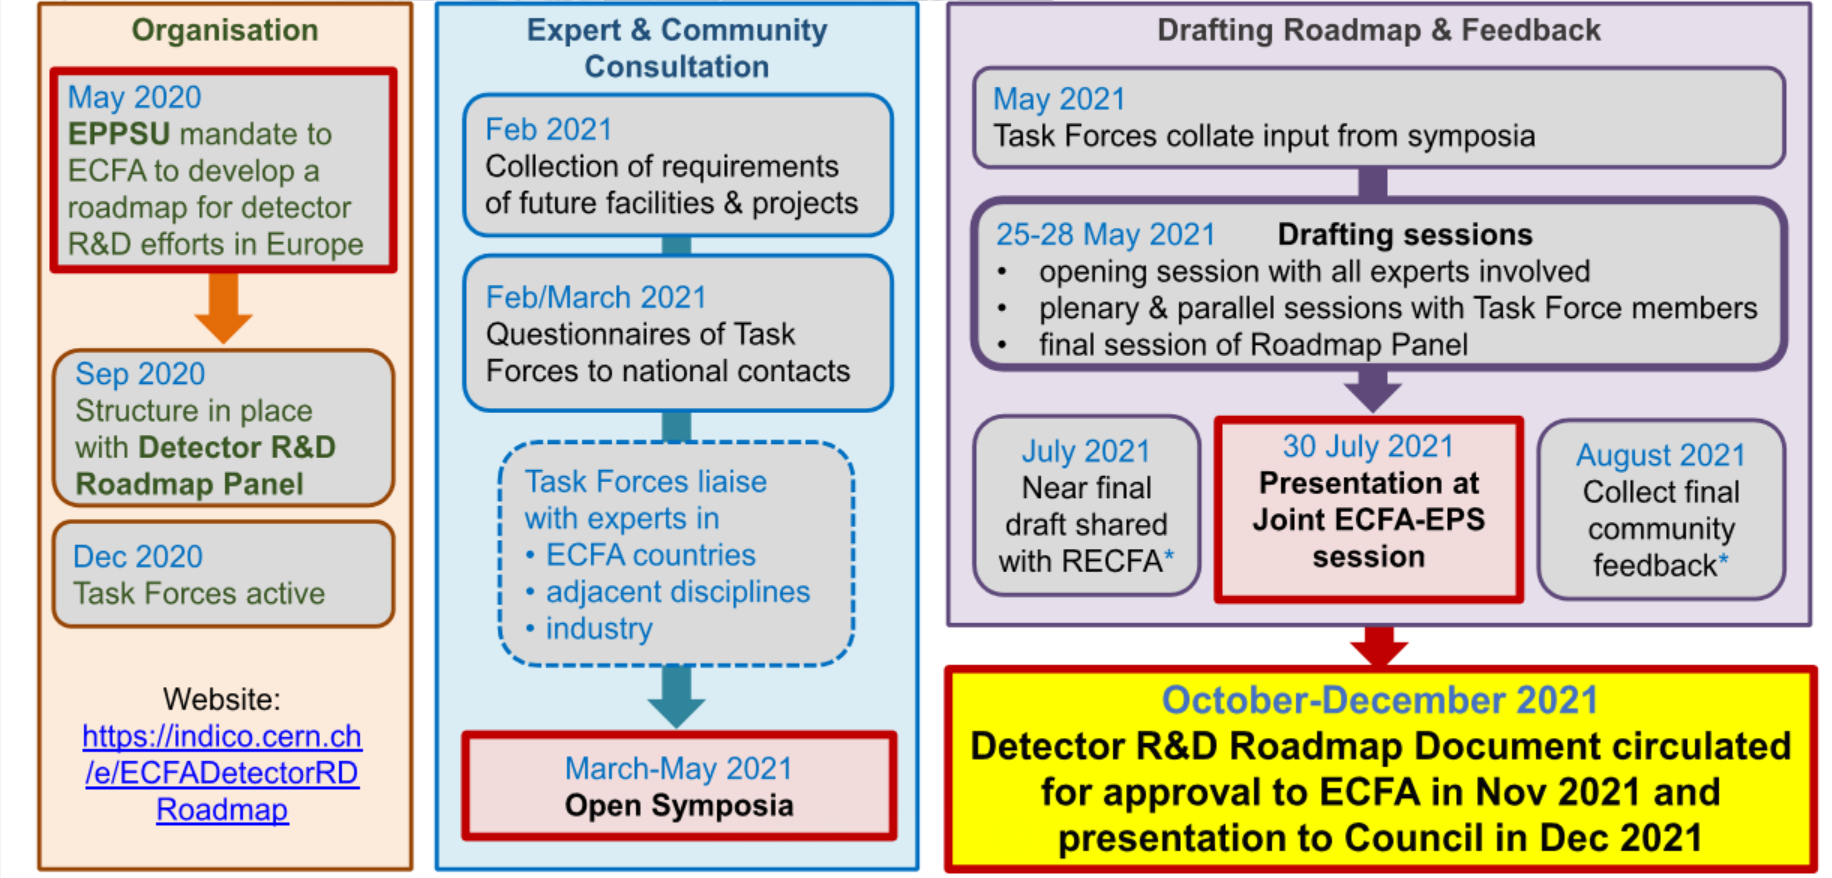 Organisation
May 2020
EPPSU mandate to
ECFA to develop a
roadmap for detector
R&D efforts in Europe
Sep 2020
Structure in place
with Detector R&D
Roadmap Panel
Dec 2020
Task Forces active
Website:
https://indico.cern.ch
/e/ECFADetectorRD
Roadmap
Expert & Community
Consultation
Feb 2021
Collection of requirements
of future facilities & projects
Feb/March 2021
Questionnaires of Task
Forces to national contacts
Task Forces liaise
with experts in
• ECFA countries
• adjacent disciplines
• industry
March-May 2021
Open Symposia
Drafting Roadmap & Feedback
May 2021
Task Forces collate input from symposia
25-28 May 2021 Drafting sessions
• opening session with all experts involved
• plenary & parallel sessions with Task Force members
• final session of Roadmap Panel
July 2021
Near final
draft shared
with RECFA*
30 July 2021
Presentation at
Joint ECFA-EPS
session
August 2021
Collect final
community
feedback*
October-December 2021
Detector R&D Roadmap Document circulated
for approval to ECFA in Nov 2021 and
presentation to Council in Dec 2021